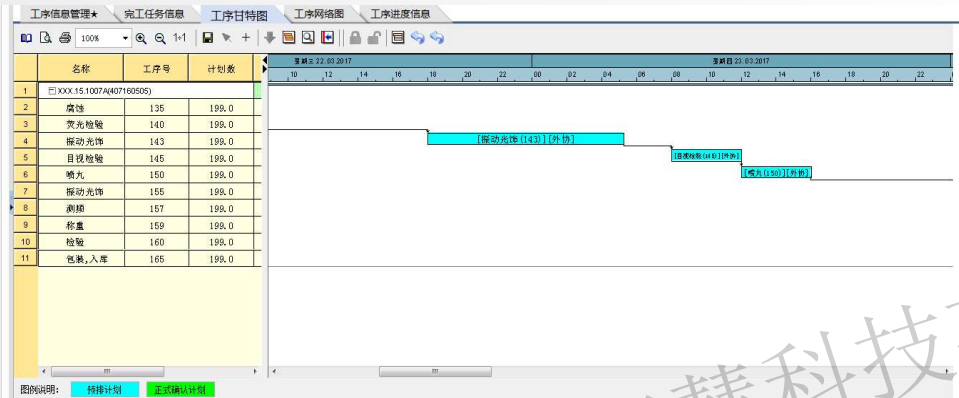 工序信息管理★ 完工任务信息 工序甘特图 工序网络图 工序进度信息
100% 1:1
名称 工序号 计划数
星期三 22.03.2017 星期四 23.03.2017
10 12 14 16 18 20 22 00 02 04 06 08 10 12 14 16 18 20 22
1 XXX.15.1007A(407160505)
2 腐蚀 135 199.0
3 荧光检验 140 199.0
4 振动光饰 143 199.0 [振动光饰(143)][外协]
5 目视检验 145 199.0 [目视检验(145)][外协]
6 喷丸 150 199.0 [喷丸(150)][外协]
7 振动光饰 155 199.0
8 测频 157 199.0
9 称重 159 199.0
10 检验 160 199.0
11 包装,入库 165 199.0
图例说明: 预排计划 正式确认计划
慧科技